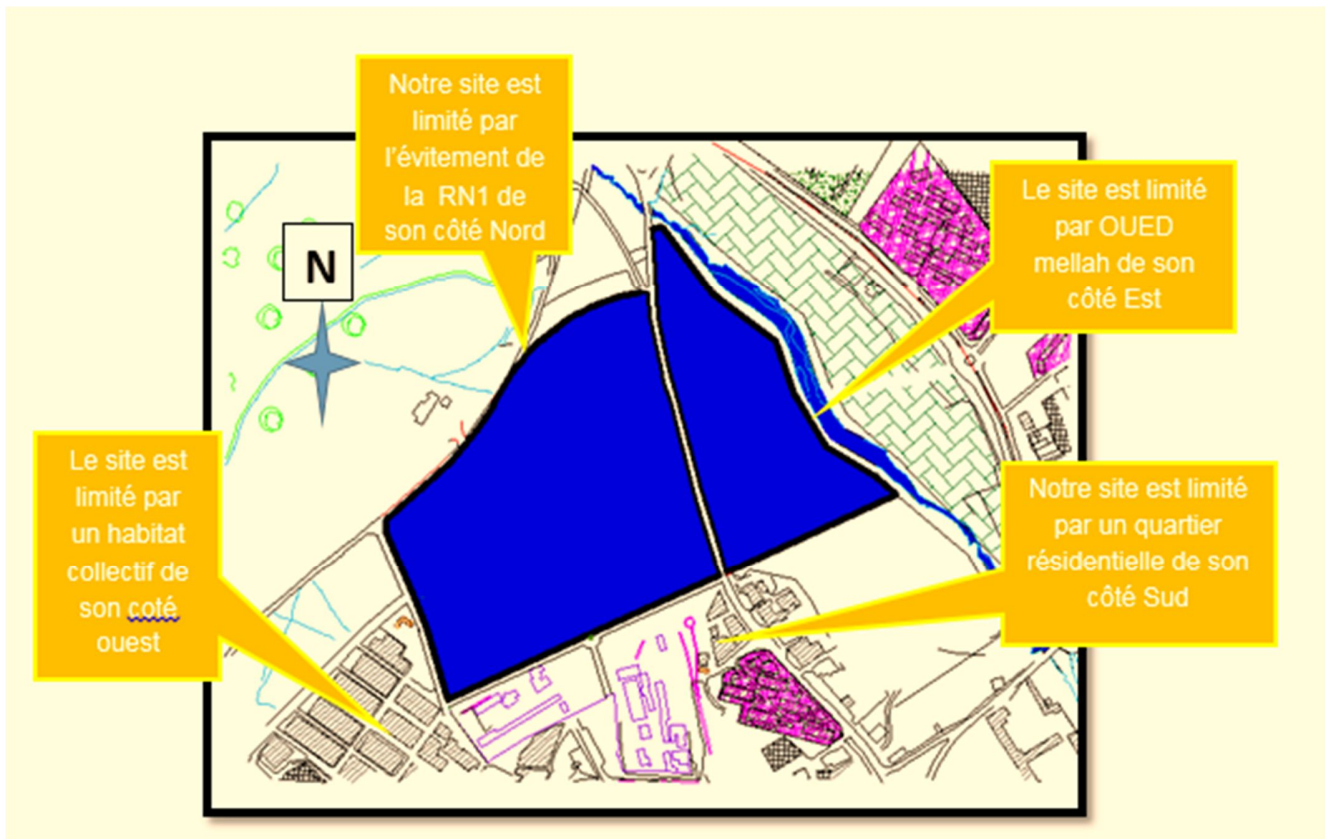 Notre site est
limité par
l'évitement de
la RN1 de
son côté Nord
Le site est limité
par OUED
mellah de son
côté Est
N
Le site est
limité par
un habitat
collectif de
son coté
ouest
Notre site est limité
par un quartier
résidentielle de son
côté Sud